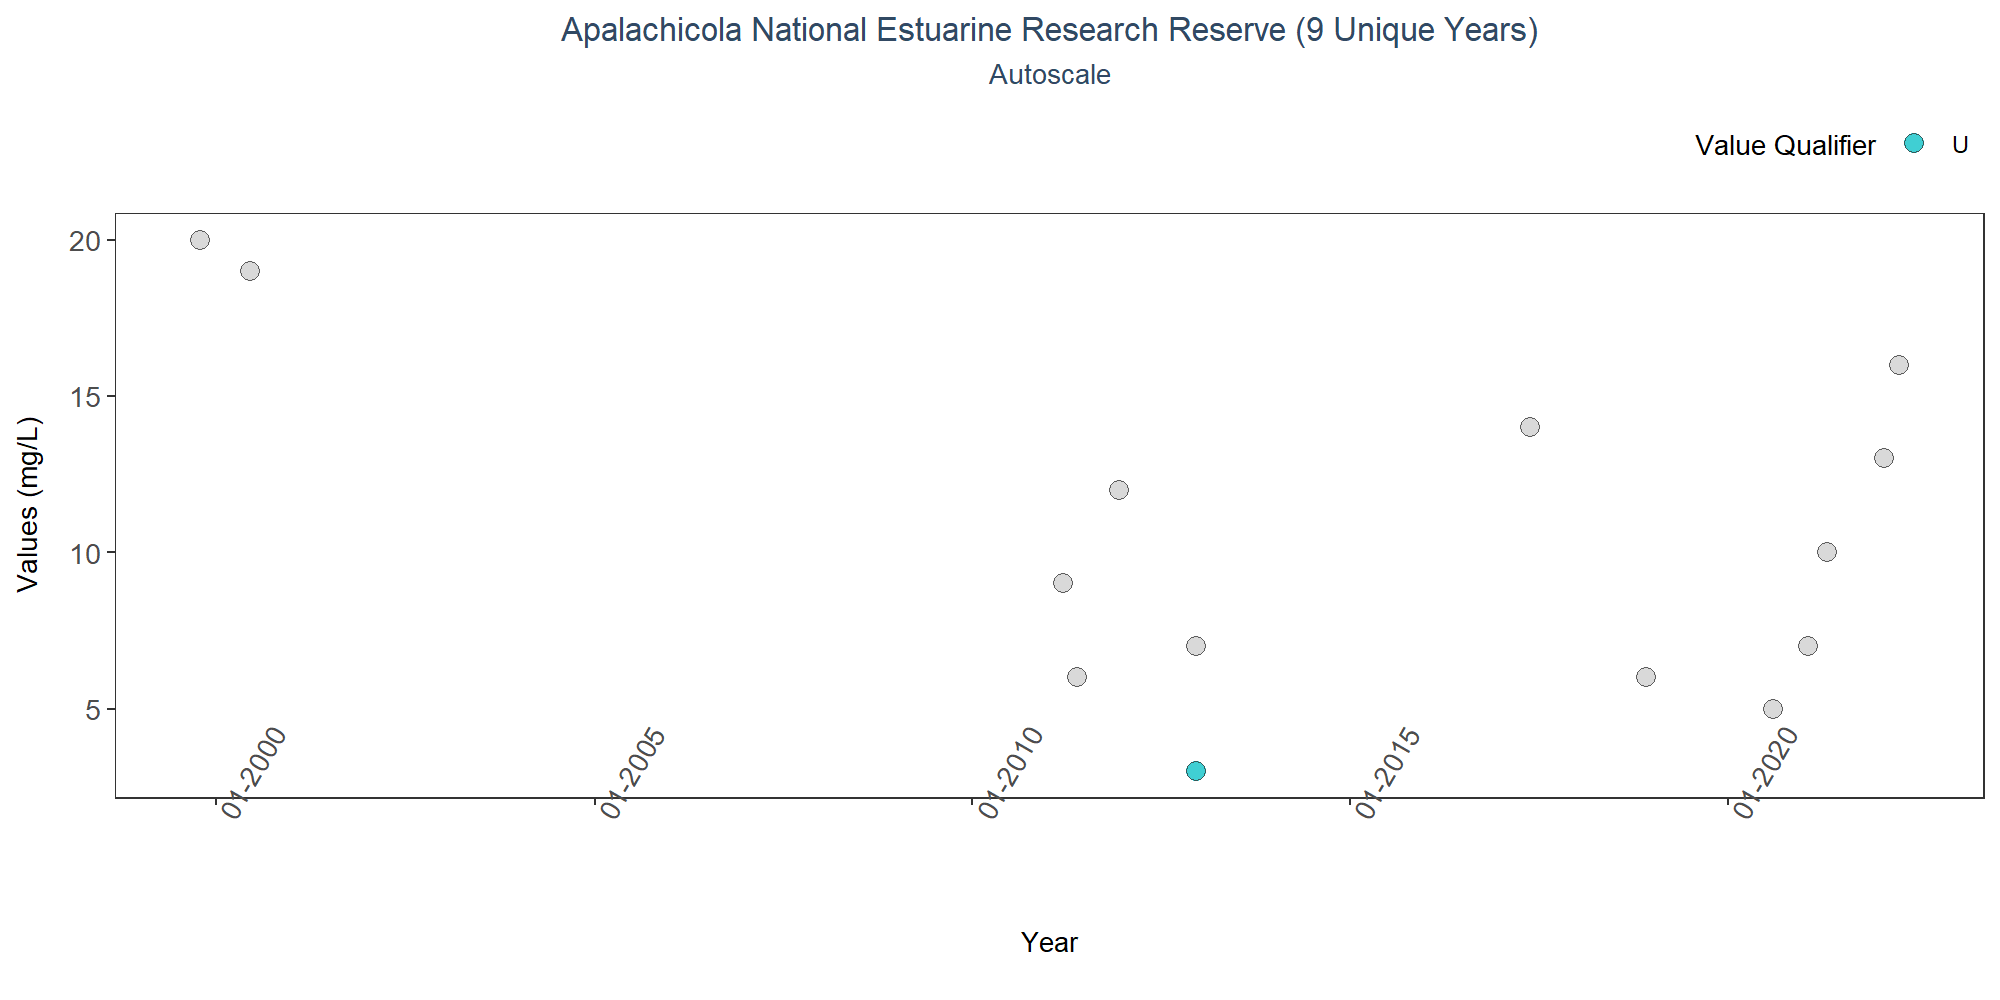 Apalachicola National Estuarine Research Reserve (9 Unique Years)
Autoscale
Value Qualifier U
20
15
10
5
Values (mg/L)
01-2000
01-2005
01-2010
01-2015
01-2020
Year